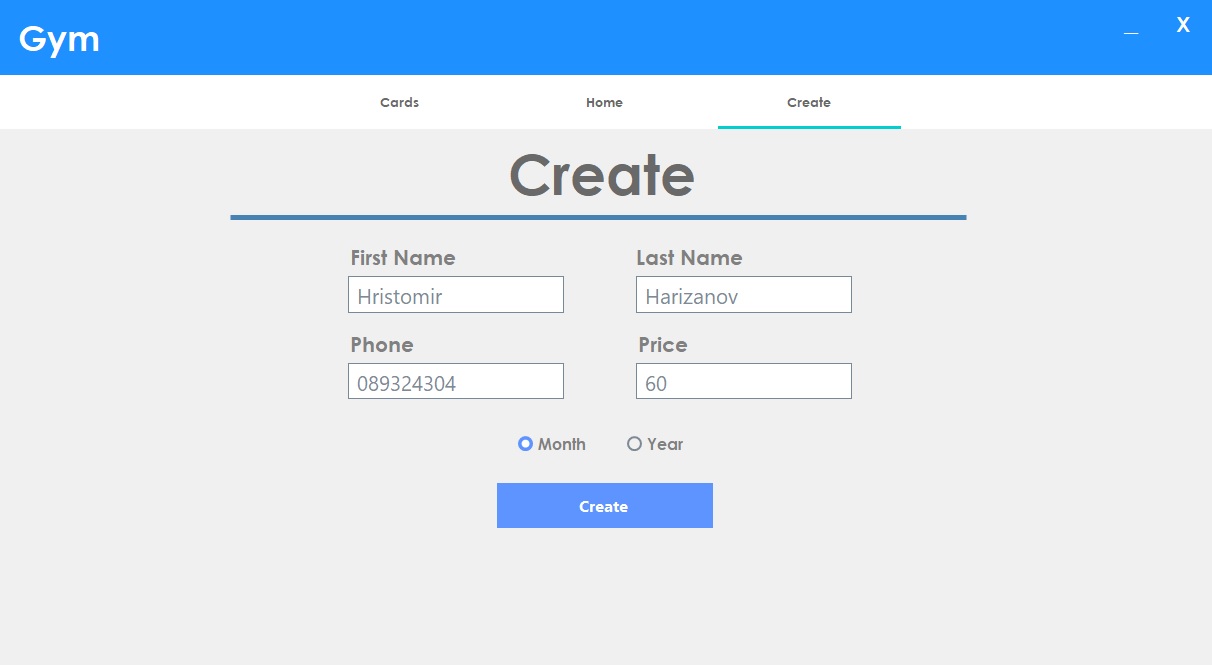 Gym
_ X
Cards Home Create
Create
First Name Last Name
Hristomir Harizanov
Phone Price
089324304 60
Month Year
Create